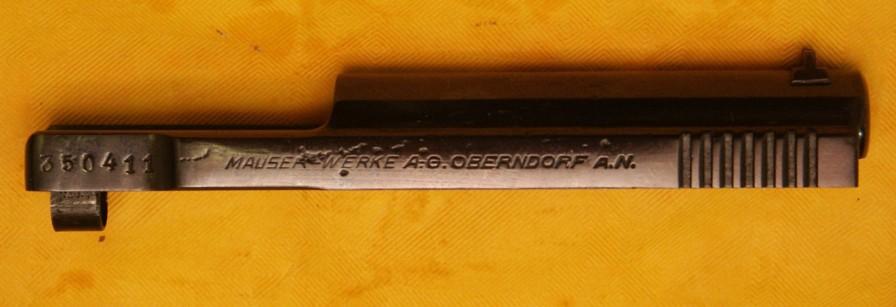 350411
MAUSER-WERKE A-G. OBERNDORF A.N.